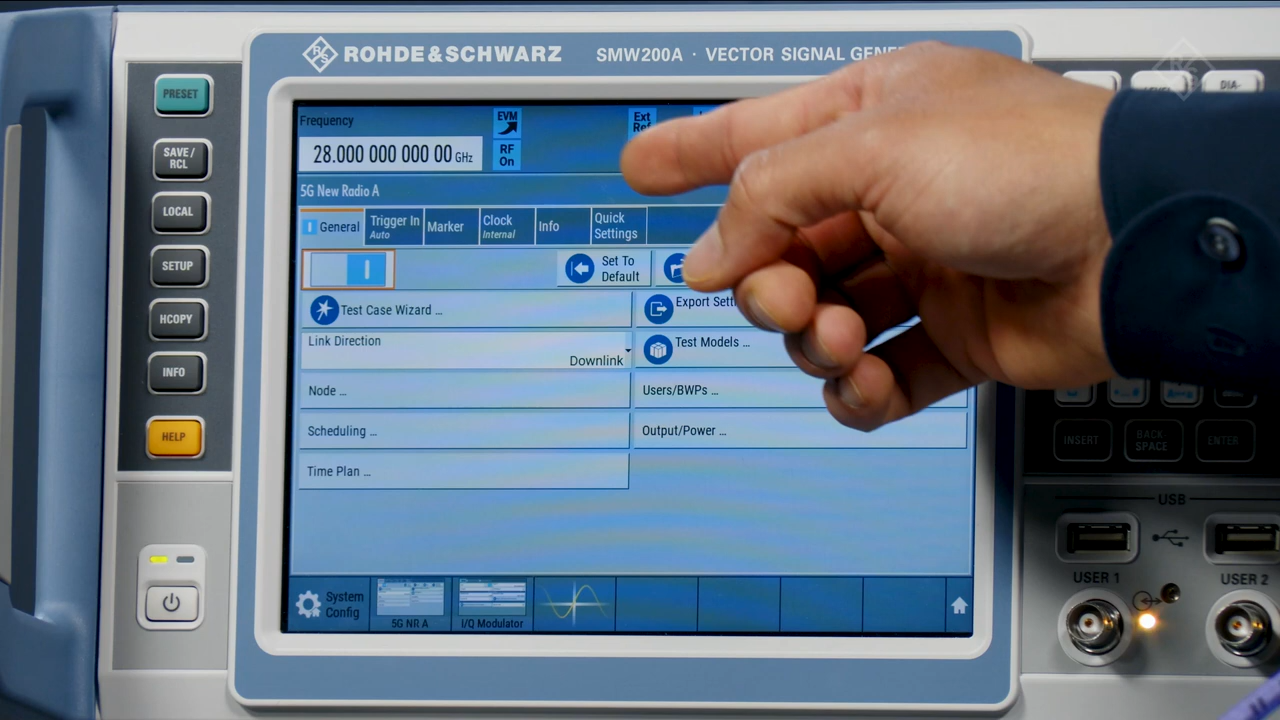 ROHDE & SCHWARZ SMW200A · VECTOR SIGNAL
PRESET
SAVE/
RCL
LOCAL
SETUP
HCOPY
INFO
HELP
Frequency
28.000 000 000 00 GHz
EVM
RF
On
Ext
Ref
5G New Radio A
General
Trigger In
Auto
Marker
Clock
Internal
Info
Quick
Settings
Set To
Default
Test Case Wizard ...
Export
Link Direction
Downlink
Test Models ...
Node ...
Users/BWPs ...
Scheduling ...
Output/Power ...
Time Plan ...
System
Config
5G NR A
I/Q Modulator
DIA-
INSERT
BACK
SPACE
ENTER
USB
USER 1
USER 2
R&S